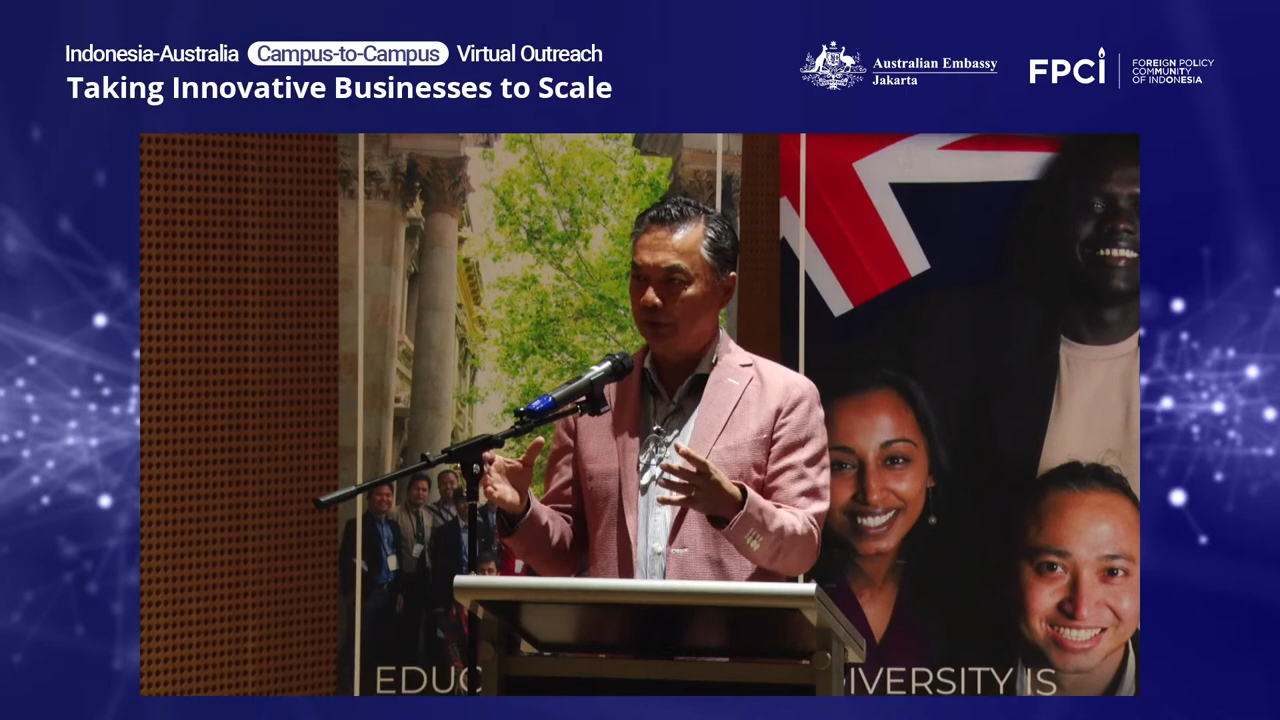 Indonesia-Australia Campus-to-Campus Virtual Outreach
Taking Innovative Businesses to Scale
Australian Embassy
Jakarta
FPCi
FOREIGN POLICY
COMMUNITY
OF INDONESIA
EDUC
IVERSITY IS